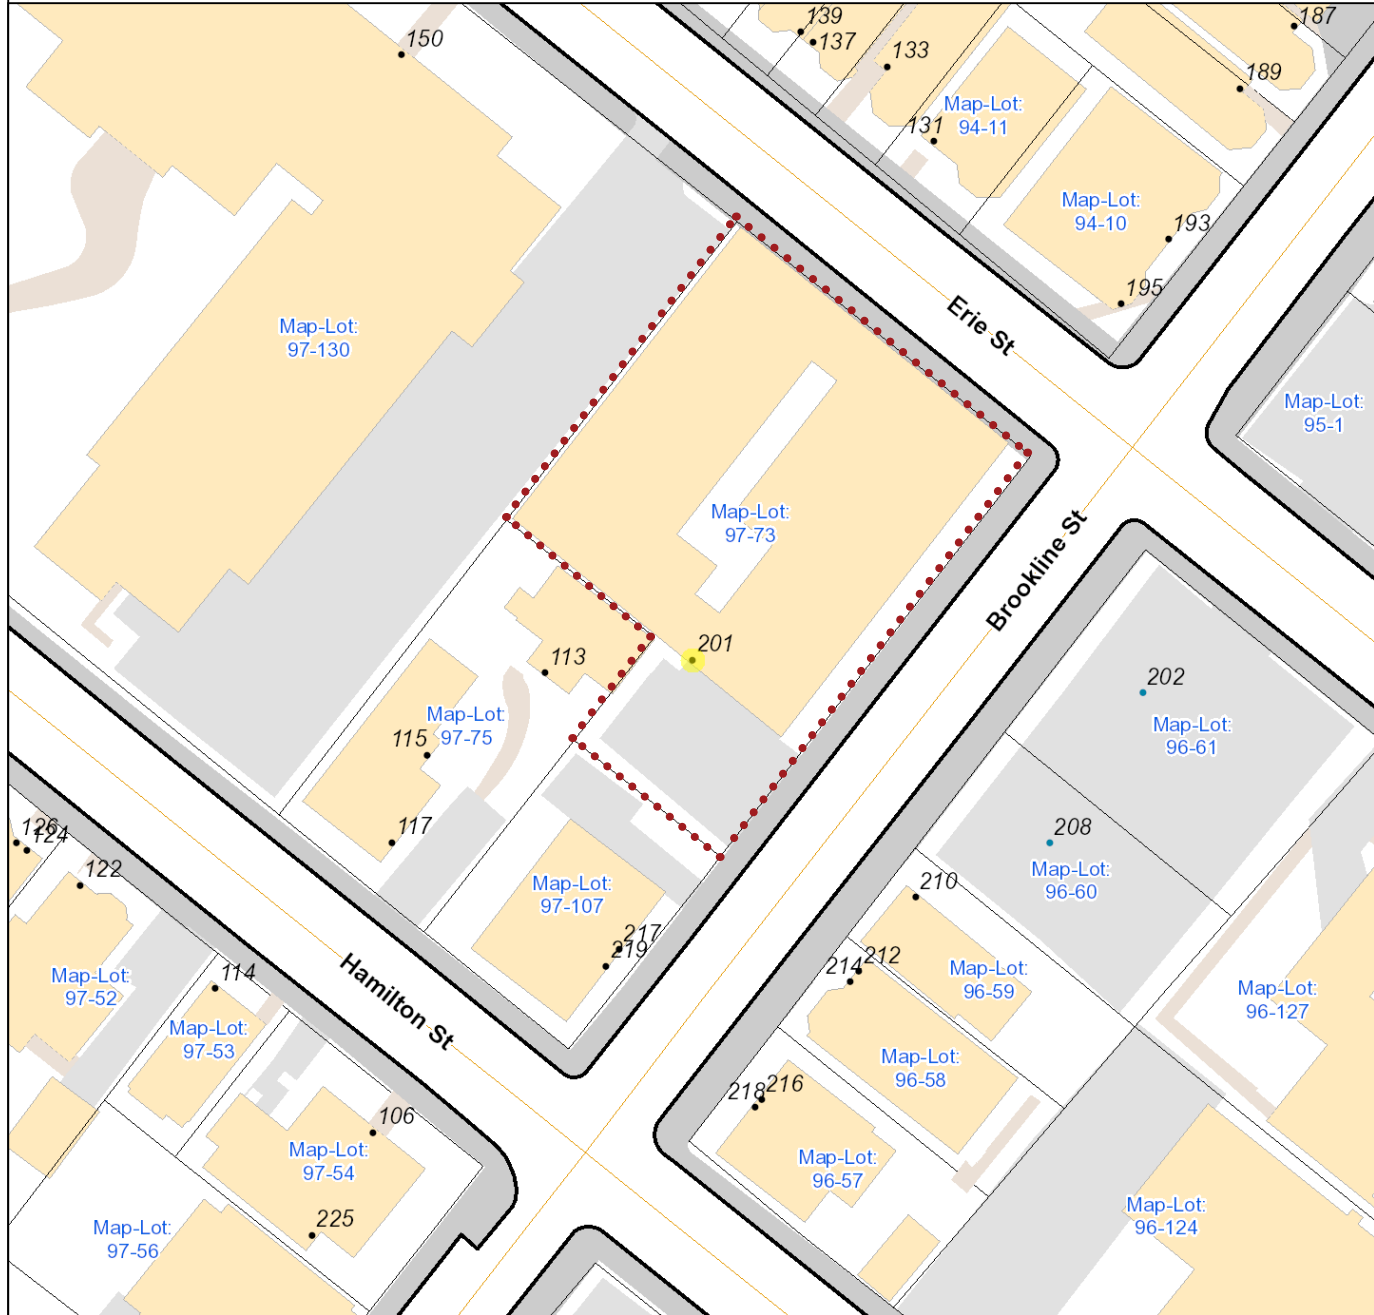 139
137
150
133
187
189
Map-Lot:
94-11
131
Map-Lot:
94-10
193
195
Erie St
Map-Lot:
97-130
Map-Lot:
95-1
Map-Lot:
97-73
Brookline St
201
113
202
Map-Lot:
97-75
115
Map-Lot:
96-61
117
208
Map-Lot:
96-60
126
124
122
Map-Lot:
97-107
210
217
219
Hamilton St
212
214
Map-Lot:
96-59
114
Map-Lot:
97-52
Map-Lot:
96-127
Map-Lot:
97-53
Map-Lot:
96-58
216
218
106
Map-Lot:
97-54
Map-Lot:
96-57
225
Map-Lot:
96-124
Map-Lot:
97-56